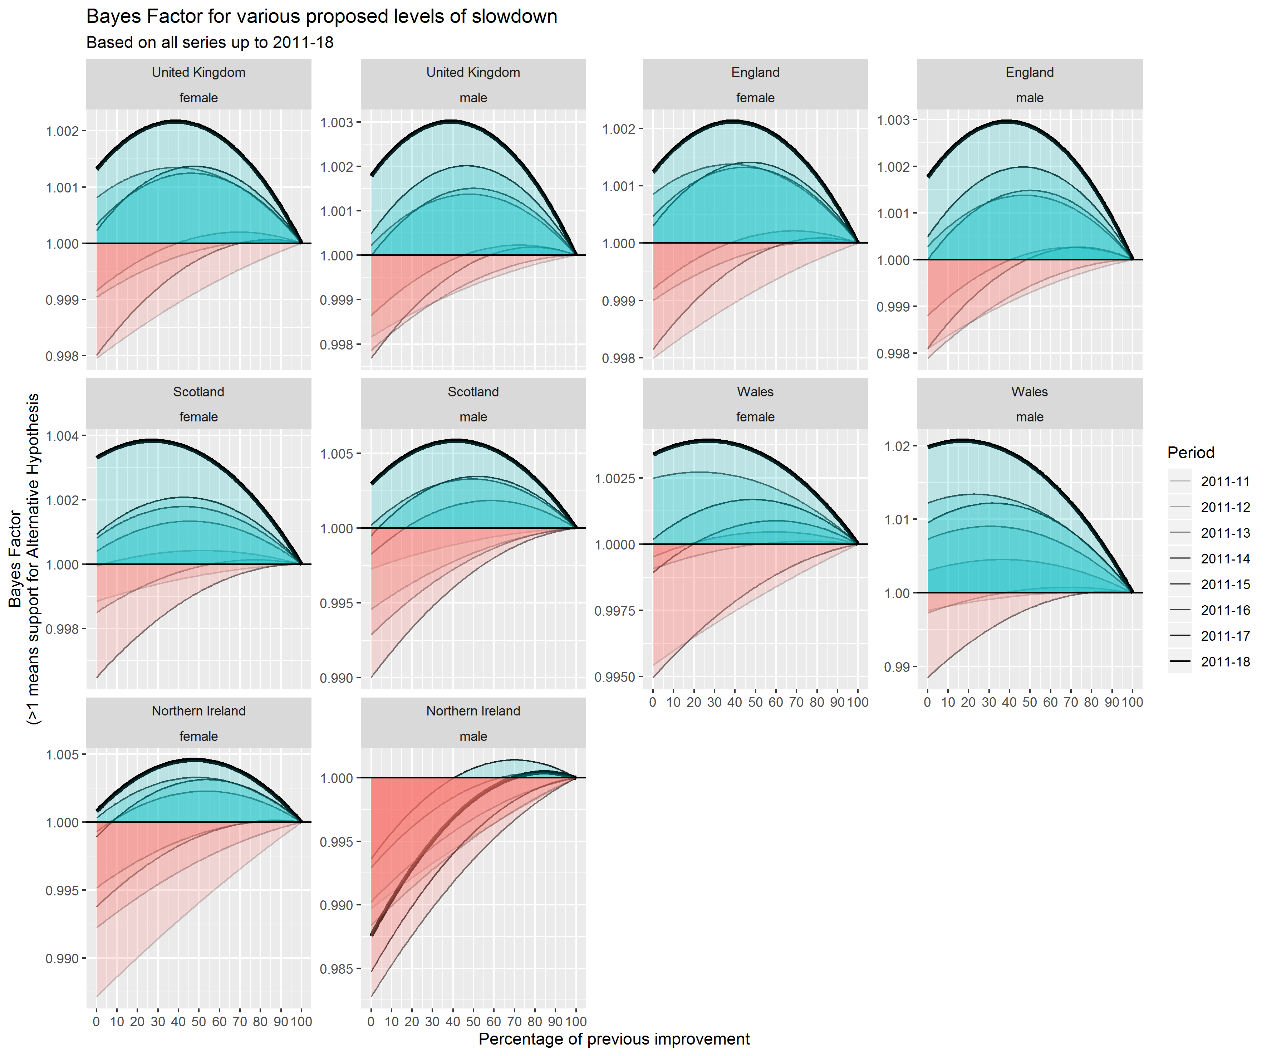 Bayes Factor for various proposed levels of slowdown
Based on all series up to 2011-18
United Kingdom
female
United Kingdom
male
England
female
England
male
1.002
1.001
1.000
0.999
0.998
1.003
1.002
1.001
1.000
0.999
0.998
1.002
1.001
1.000
0.999
0.998
1.003
1.002
1.001
1.000
0.999
0.998
Scotland
female
Scotland
male
Wales
female
Wales
male
1.004
1.002
1.000
0.998
1.005
1.000
0.995
0.990
1.0025
1.0000
0.9975
0.9950
1.02
1.01
1.00
0.99
0 10 20 30 40 50 60 70 80 90 100
0 10 20 30 40 50 60 70 80 90 100
Northern Ireland
female
Northern Ireland
male
1.005
1.000
0.995
0.990
1.000
0.995
0.990
0.985
0 10 20 30 40 50 60 70 80 90 100
0 10 20 30 40 50 60 70 80 90 100
Percentage of previous improvement
Bayes Factor
(>1 means support for Alternative Hypothesis
Period
2011-11
2011-12
2011-13
2011-14
2011-15
2011-16
2011-17
2011-18